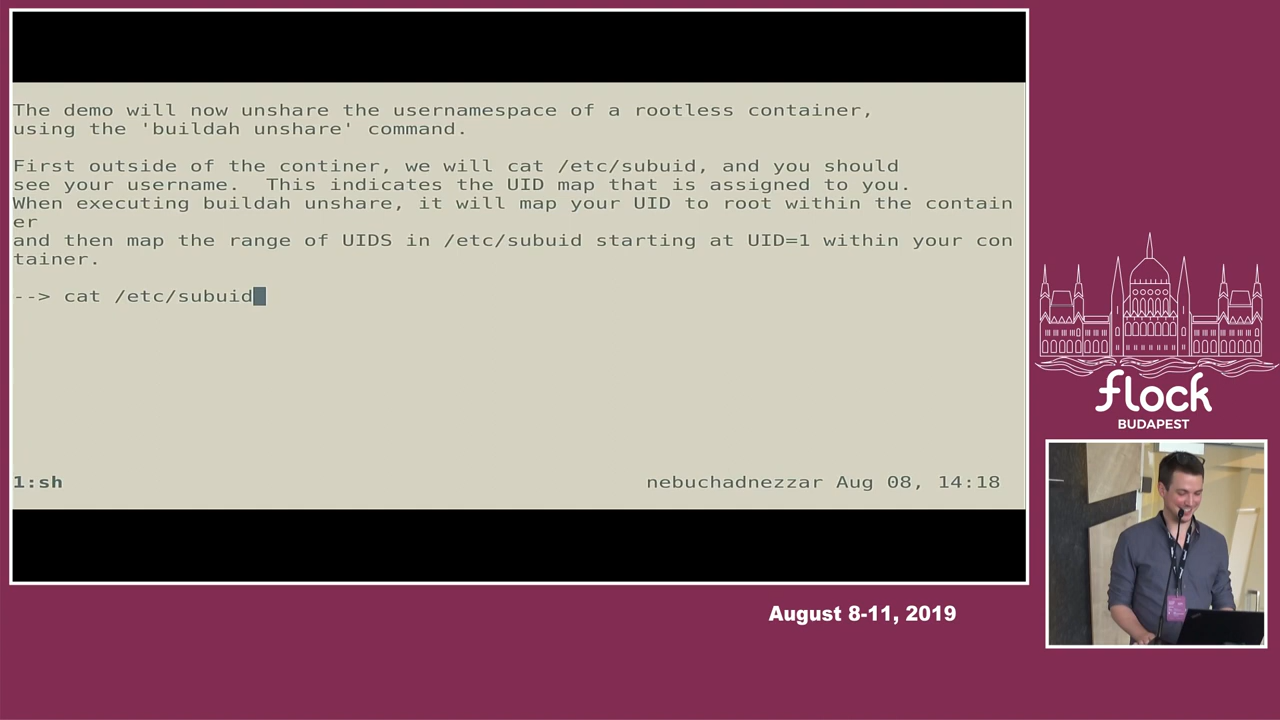 The demo will now unshare the usernamespace of a rootless container,
using the 'buildah unshare' command.
First outside of the continer, we will cat /etc/subuid, and you should
see your username.  This indicates the UID map that is assigned to you.
When executing buildah unshare, it will map your UID to root within the contain
er
and then map the range of UIDS in /etc/subuid starting at UID=1 within your con
tainer.
--> cat /etc/subuid
1:sh
nebuchadnezzar Aug 08, 14:18
flock
BUDAPEST
August 8-11, 2019